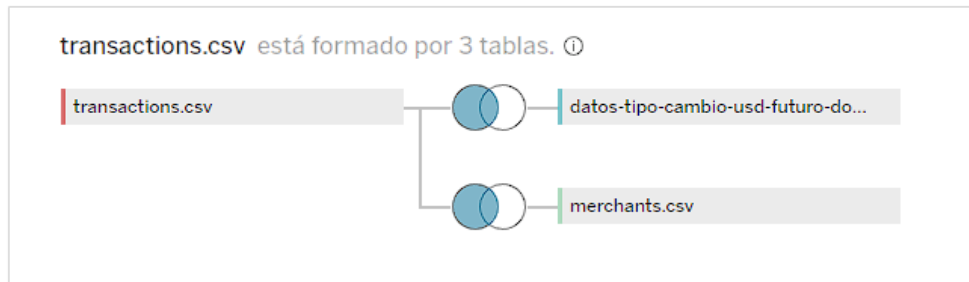 transactions.csv está formado por 3 tablas. ⓘ
transactions.csv
datos-tipo-cambio-usd-futuro-do...
merchants.csv